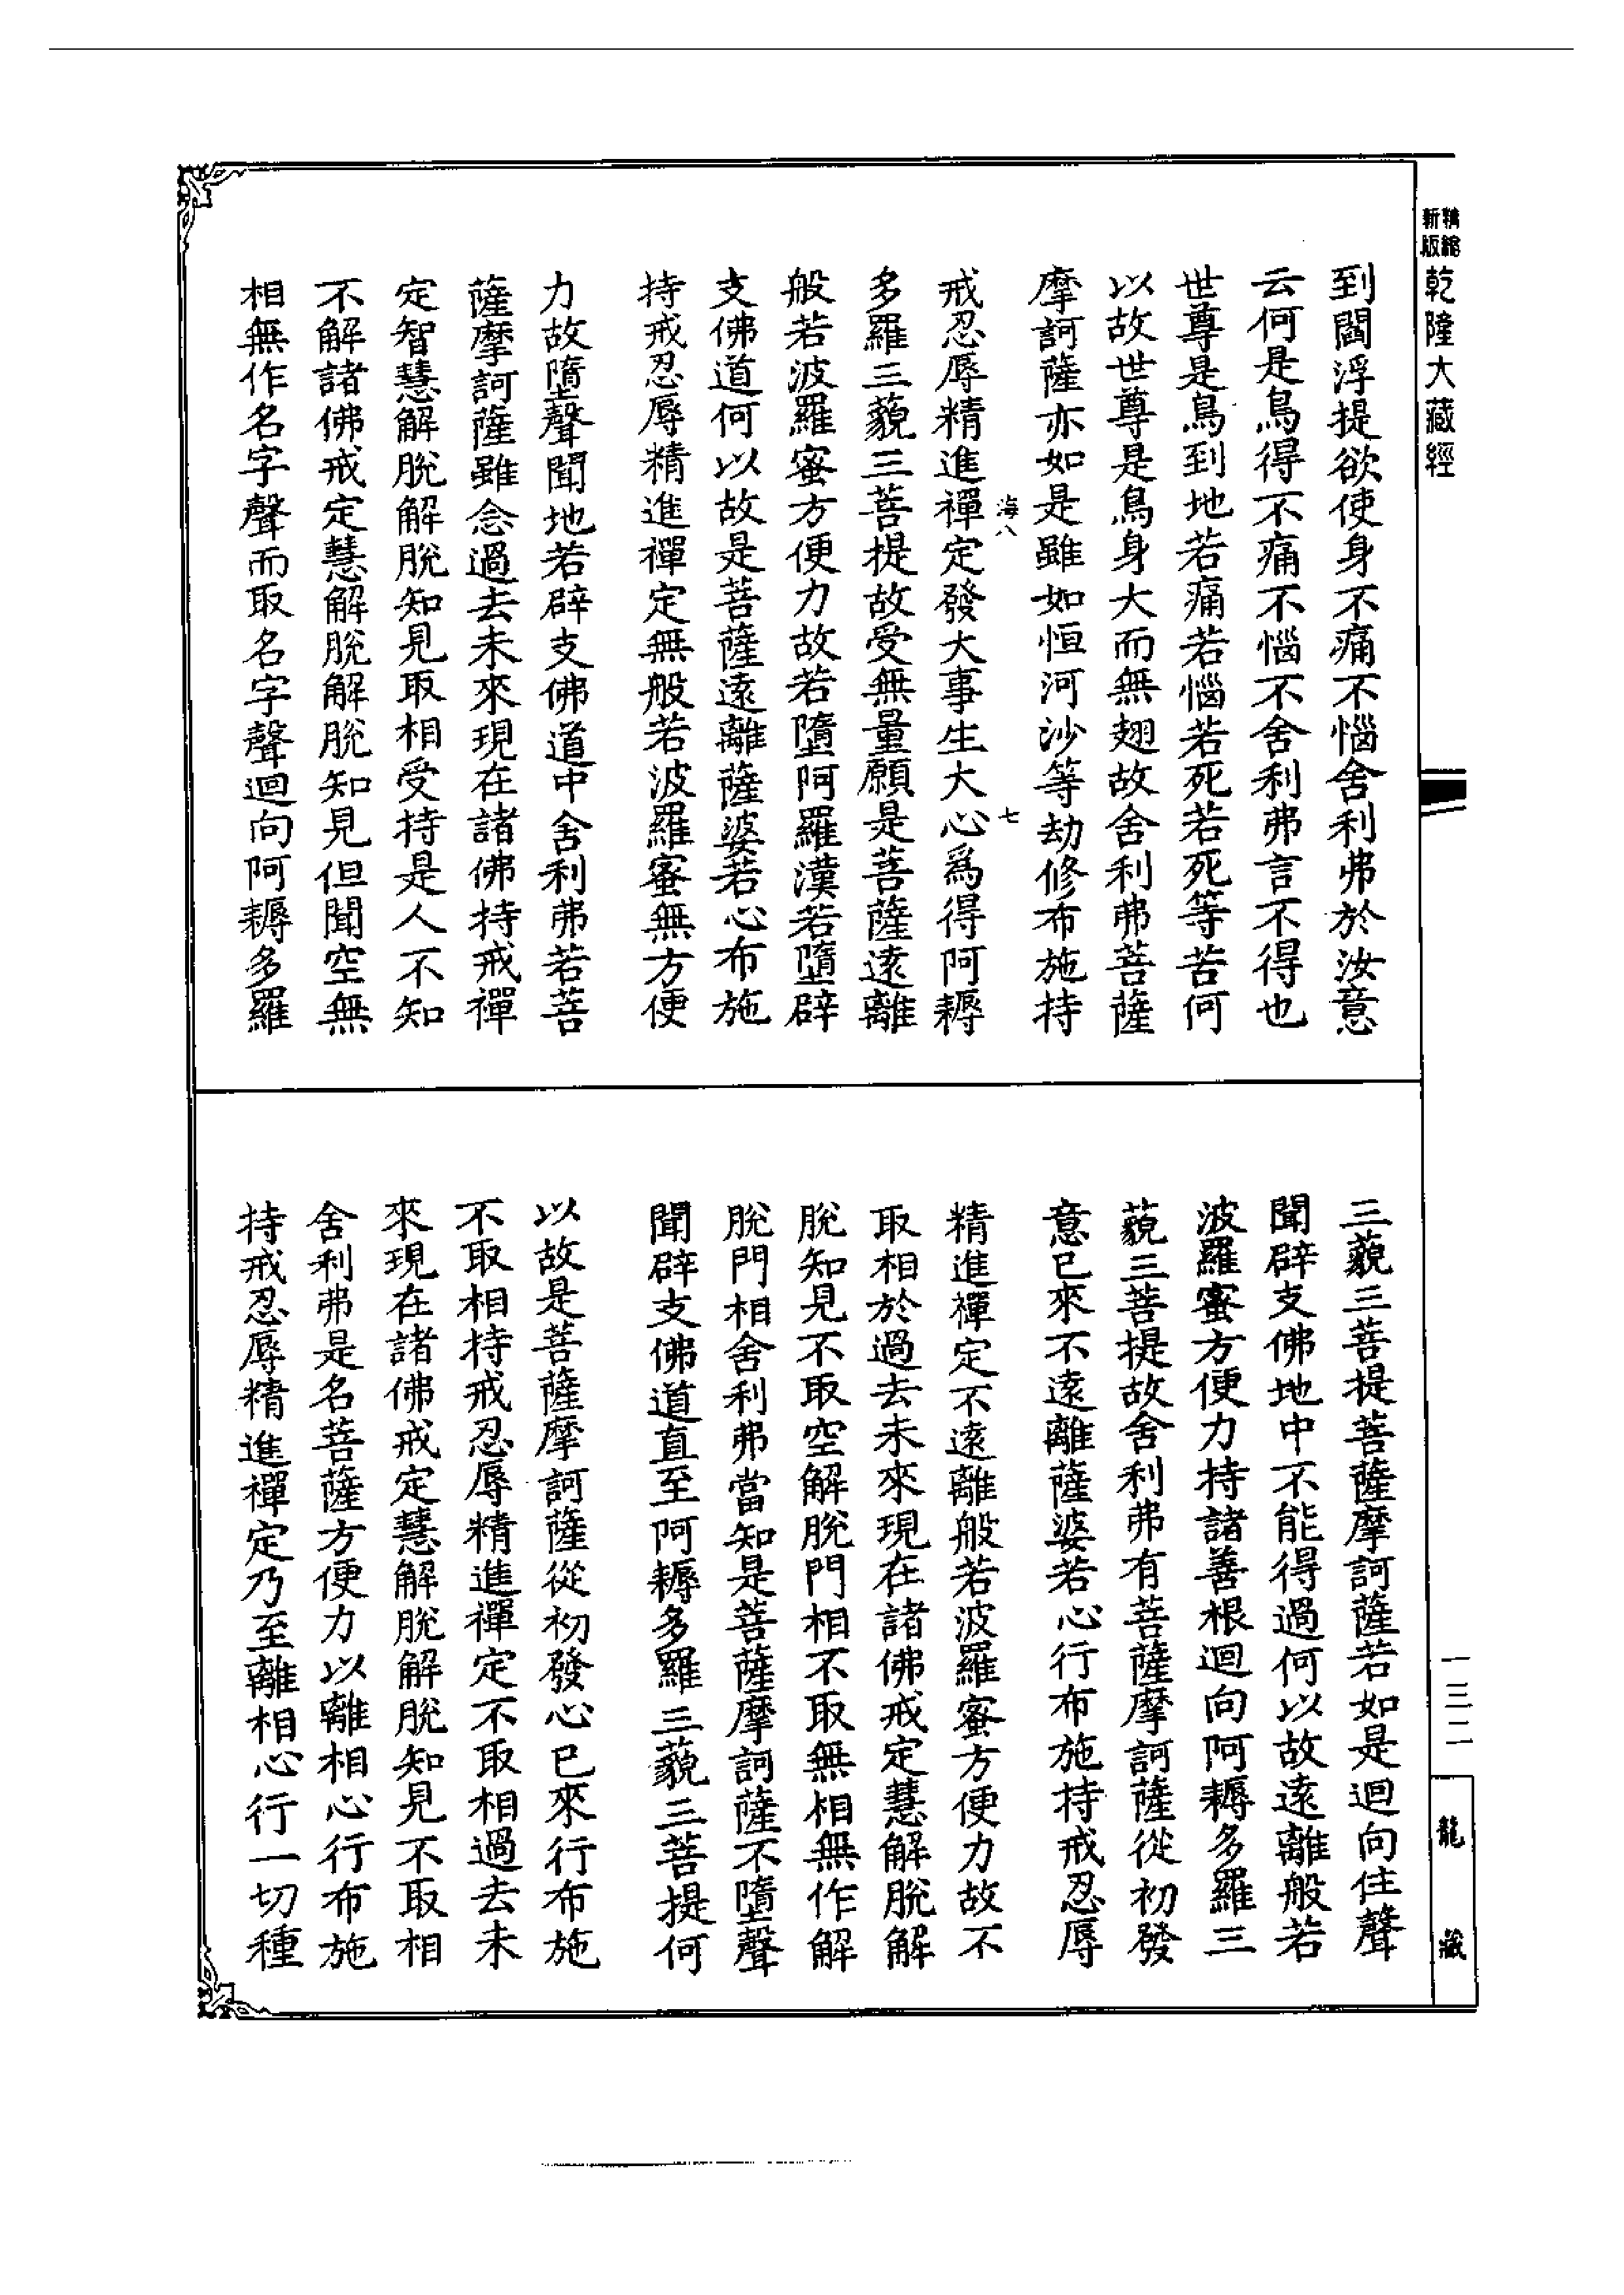 精縮
新版
乾隆大藏經
到閻浮提欲使身不痛不惱舍利弗於汝意
云何是鳥得不痛不惱不舍利弗言不得也
世尊是鳥到地若痛若惱若死若死等苦何
以故世尊是鳥身大而無翅故舍利弗菩薩
摩訶薩亦如是雖如恒河沙等劫修布施持
海八
七
戒忍辱精進禪定發大事生大心爲得阿耨
多羅三藐三菩提故受無量願是菩薩遠離
般若波羅蜜方便力故若墮阿羅漢若墮辟
支佛道何以故是菩薩遠離薩婆若心布施
持戒忍辱精進禪定無般若波羅蜜無方便
力故墮聲聞地若辟支佛道中舍利弗若菩
薩摩訶薩雖念過去未來現在諸佛持戒禪
定智慧解脫解脫知見取相受持是人不知
不解諸佛戒定慧解脫解脫知見但聞空無
相無作名字聲而取名字聲迴向阿耨多羅
三藐三菩提菩薩摩訶薩若如是迴向住聲
聞辟支佛地中不能得過何以故遠離般若
波羅蜜方便力持諸善根迴向阿耨多羅三
藐三菩提故舍利弗有菩薩摩訶薩從初發
意已來不遠離薩婆若心行布施持戒忍辱
精進禪定不遠離般若波羅蜜方便力故不
取相於過去未來現在諸佛戒定慧解脫解
脫知見不取空解脫門相不取無相無作解
脫門相舍利弗當知是菩薩摩訶薩不墮聲
聞辟支佛道直至阿耨多羅三藐三菩提何
以故是菩薩摩訶薩從初發心已來行布施
不取相持戒忍辱精進禪定不取相過去未
來現在諸佛戒定慧解脫解脫知見不取相
舍利弗是名菩薩方便力以離相心行布施
持戒忍辱精進禪定乃至離相心行一切種
一三二
龍藏